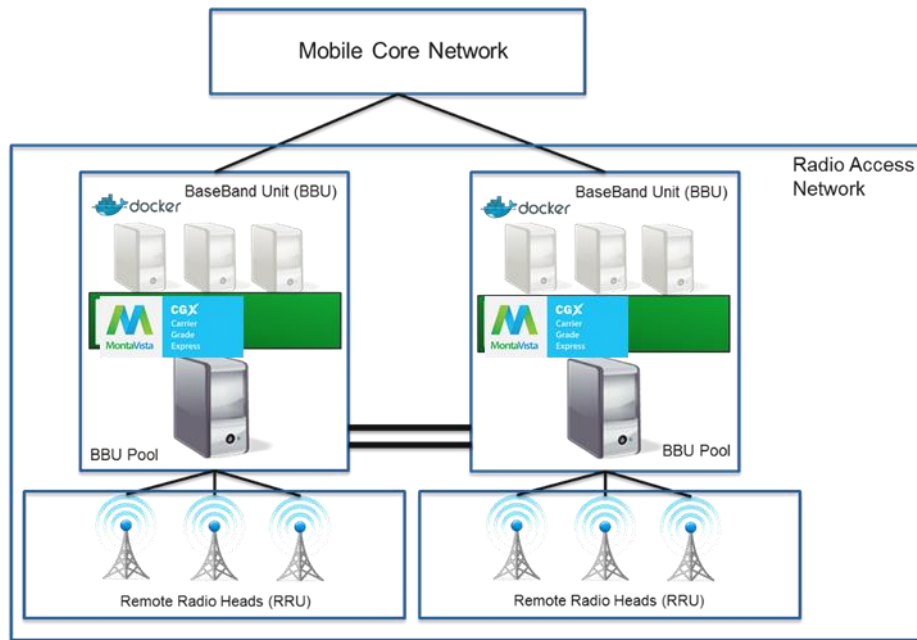 Mobile Core Network
Radio Access
Network
BaseBand Unit (BBU)
docker
CGX
Carrier
Grade
Express
MontaVista
BBU Pool
Remote Radio Heads (RRU)
BaseBand Unit (BBU)
docker
CGX
Carrier
Grade
Express
MontaVista
BBU Pool
Remote Radio Heads (RRU)